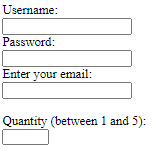 Username:
Password:
Enter your email:
Quantity (between 1 and 5):